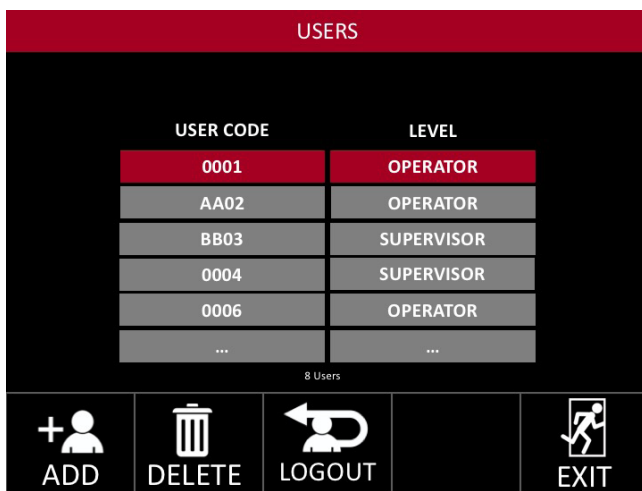 USERS
USER CODE LEVEL
0001 OPERATOR
AA02 OPERATOR
BB03 SUPERVISOR
0004 SUPERVISOR
0006 OPERATOR
... ...
8 Users
ADD DELETE LOGOUT EXIT